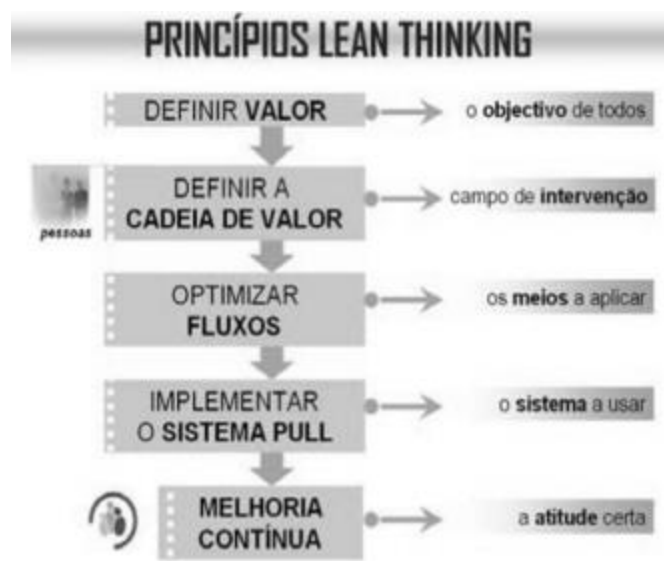 PRINCÍPIOS LEAN THINKING
DEFINIR VALOR
o objectivo de todos
pessoas
DEFINIR A
CADEIA DE VALOR
campo de intervenção
OPTIMIZAR
FLUXOS
os meios a aplicar
IMPLEMENTAR
O SISTEMA PULL
o sistema a usar
MELHORIA
CONTÍNUA
a atitude certa